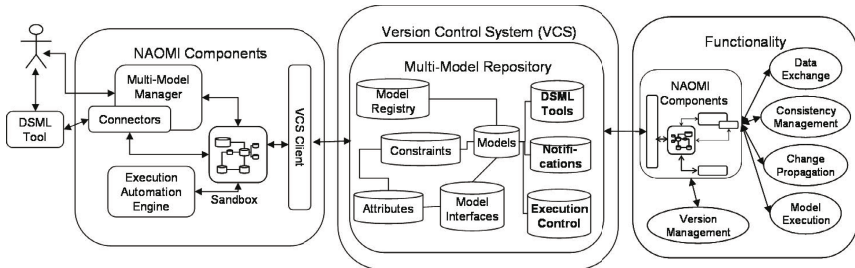 NAOMI Components
Multi-Model
Manager
Connectors
DSML
Tool
Execution
Automation
Engine
Sandbox
VCS Client
Version Control System (VCS)
Multi-Model Repository
Model
Registry
Constraints
Attributes
Models
Model
Interfaces
DSML
Tools
Notifi-
cations
Execution
Control
Functionality
NAOMI
Components
Version
Management
Data
Exchange
Consistency
Management
Change
Propagation
Model
Execution